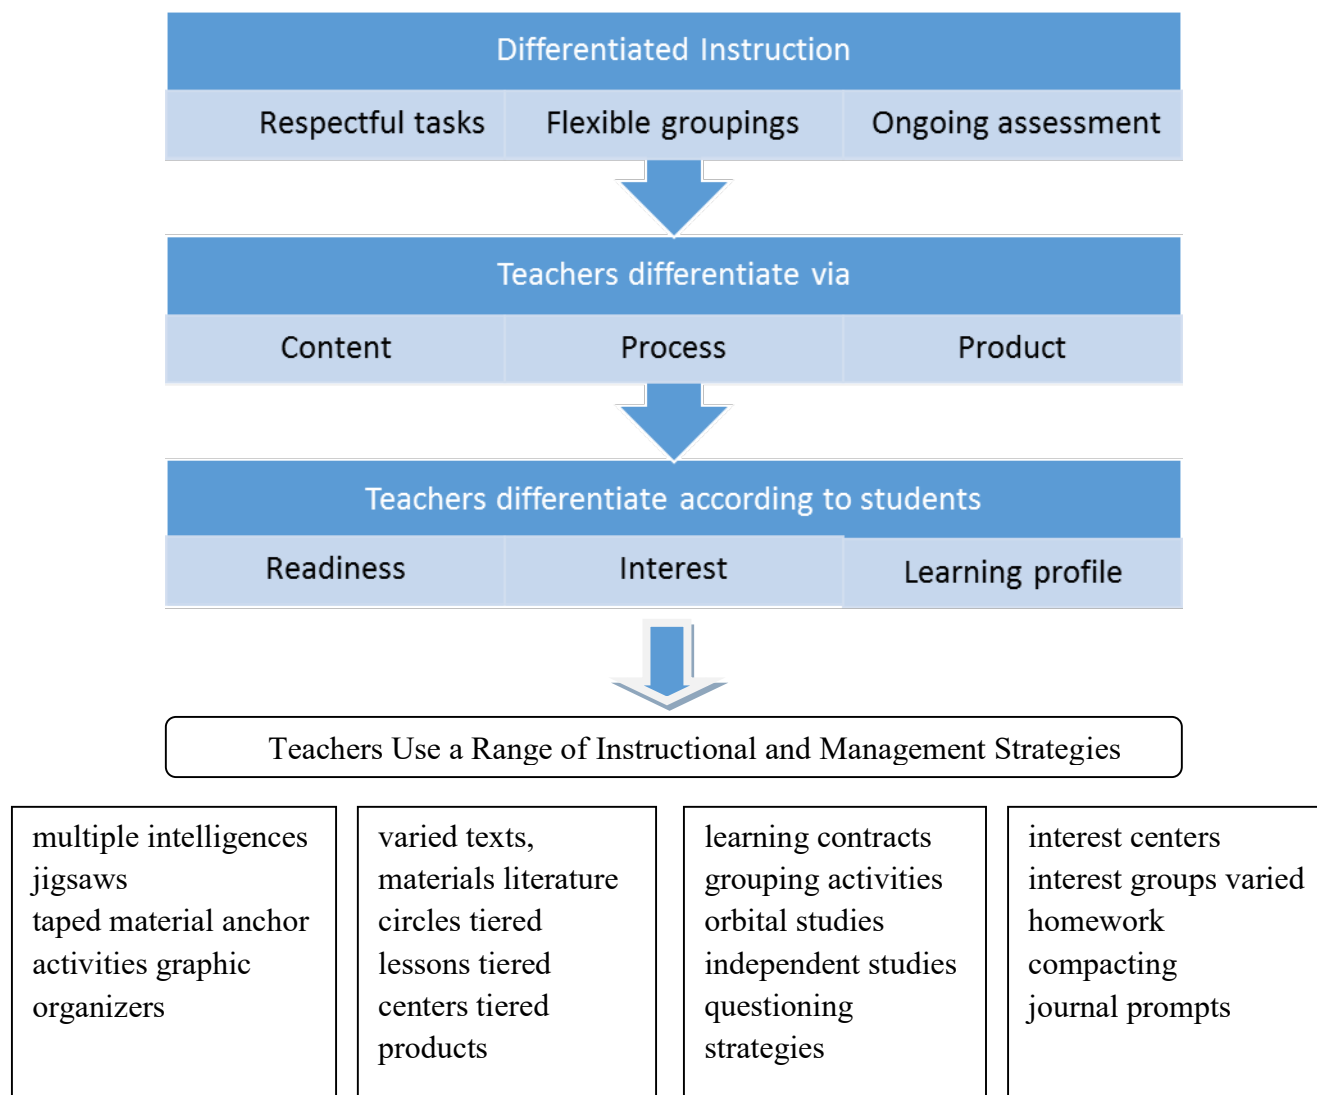 Differentiated Instruction
Respectful tasks Flexible groupings Ongoing assessment
Teachers differentiate via
Content Process Product
Teachers differentiate according to students
Readiness Interest Learning profile
Teachers Use a Range of Instructional and Management Strategies
multiple intelligences
jigsaws
taped material anchor
activities graphic
organizers
varied texts,
materials literature
circles tiered
lessons tiered
centers tiered
products
learning contracts
grouping activities
orbital studies
independent studies
questioning
strategies
interest centers
interest groups varied
homework
compacting
journal prompts